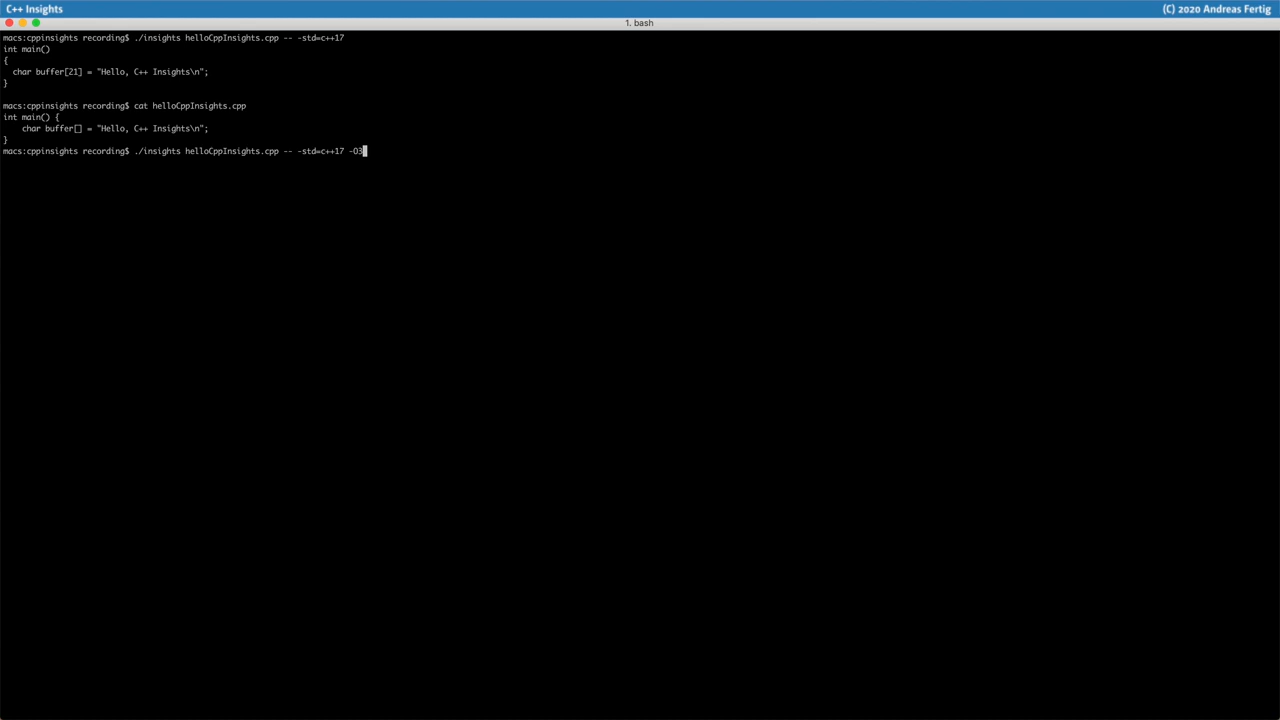 C++ Insights
(C) 2020 Andreas Fertig
1. bash
macs:cppinsights recording$ ./insights helloCppInsights.cpp -- -std=c++17
int main()
{
  char buffer[21] = "Hello, C++ Insights\n";
}
macs:cppinsights recording$ cat helloCppInsights.cpp
int main() {
    char buffer[] = "Hello, C++ Insights\n";
}
macs:cppinsights recording$ ./insights helloCppInsights.cpp -- -std=c++17 -O3